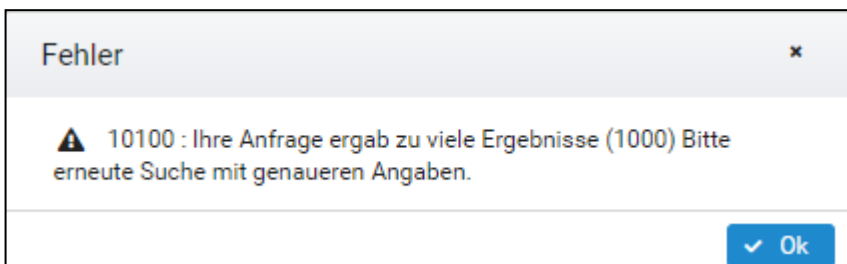 Fehler
10100 : Ihre Anfrage ergab zu viele Ergebnisse (1000) Bitte
erneute Suche mit genaueren Angaben.
Ok